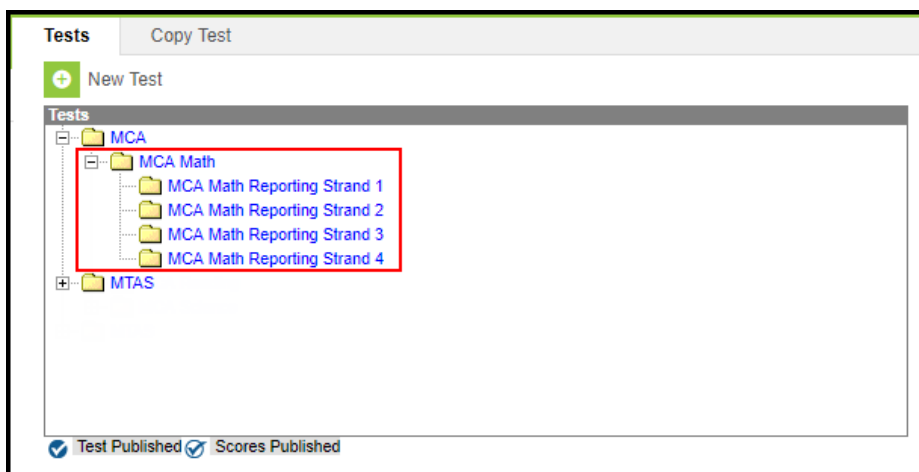 Tests Copy Test
New Test
Tests
MCA
MCA Math
MCA Math Reporting Strand 1
MCA Math Reporting Strand 2
MCA Math Reporting Strand 3
MCA Math Reporting Strand 4
MTAS
Test Published Scores Published